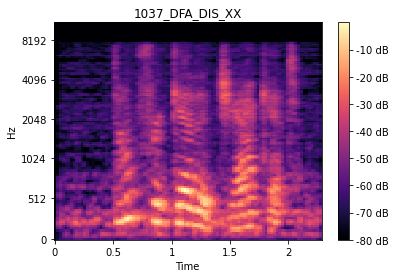 1037_DFA_DIS_XX
8192
4096
2048
1024
512
0
Hz
0 0.5 1 1.5 2
Time
-10 dB
-20 dB
-30 dB
-40 dB
-50 dB
-60 dB
-70 dB
-80 dB